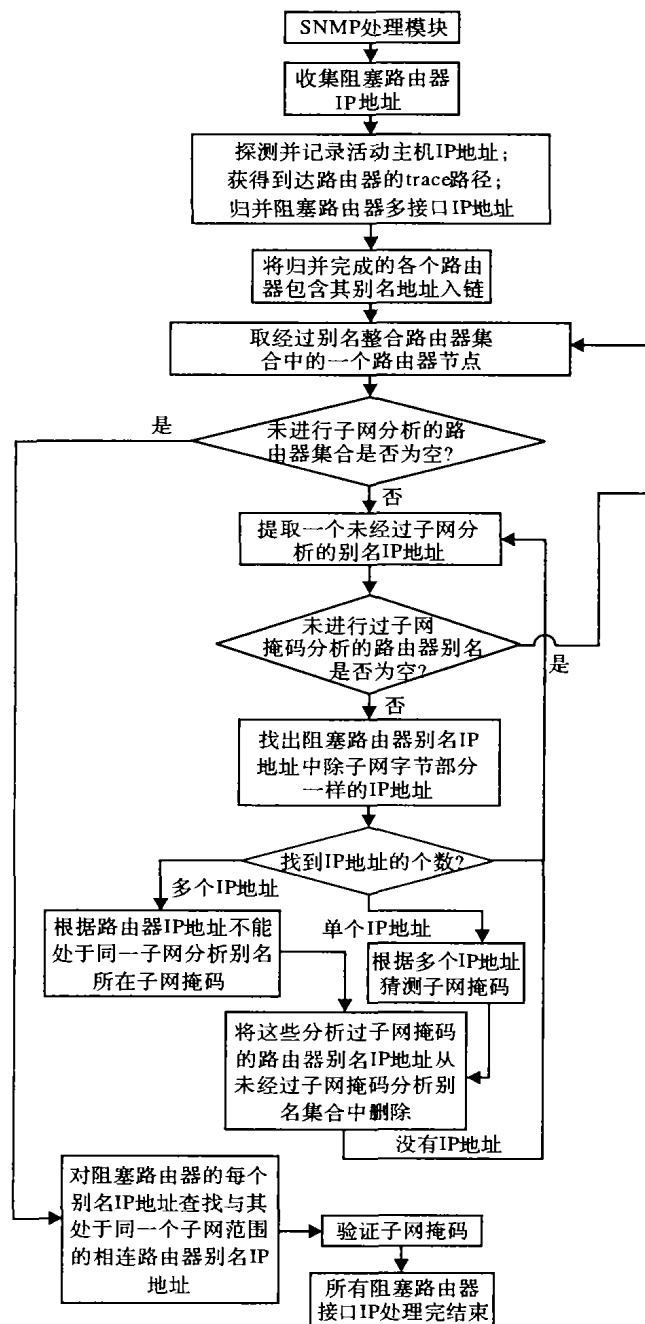 SNMP处理模块
收集阻塞路由器
IP地址
探测并记录活动主机IP地址;
获得到达路由器的trace路径;
归并阻塞路由器多接口IP地址
将归并完成的各个路由
器包含其别名地址入链
取经过别名整合路由器集
合中的一个路由器节点
是
未进行子网分析的路
由器集合是否为空?
否
提取一个未经过子网分
析的别名IP地址
未进行过子网
掩码分析的路由器别名
是否为空?
是
否
找出阻塞路由器别名IP
地址中除子网字节部分
一样的IP地址
找到IP地址的个数?
多个IP地址
单个IP地址
根据路由器IP地址不能
处于同一子网分析别名
所在子网掩码
根据多个IP地址
猜测子网掩码
将这些分析过子网掩码
的路由器别名IP地址从
未经过子网掩码分析别
名集合中删除
没有IP地址
对阻塞路由器的每个
别名IP地址查找与其
处于同一个子网范围
的相连路由器别名IP
地址
验证子网掩码
所有阻塞路由器
接口IP处理完结束